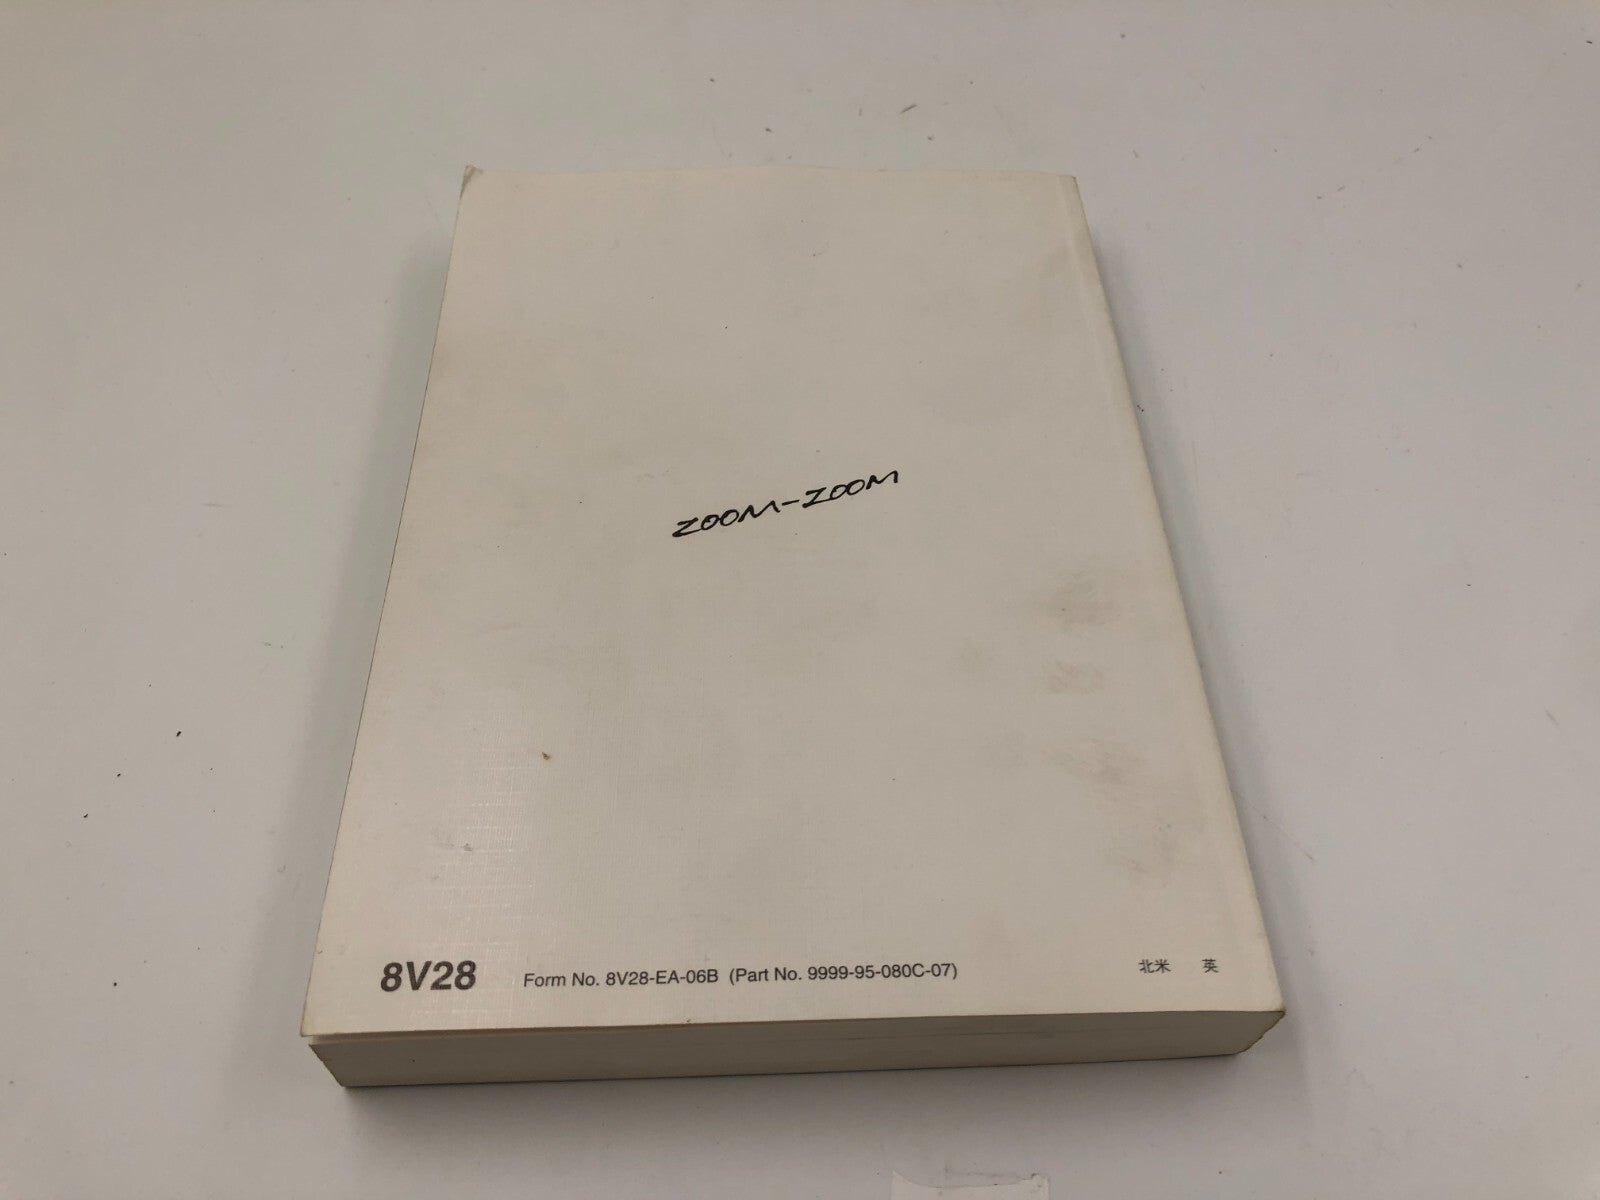 ZOOM-ZOOM
8V28 Form No. 8V28-EA-06B (Part No. 9999-95-080C-07) 北米 英